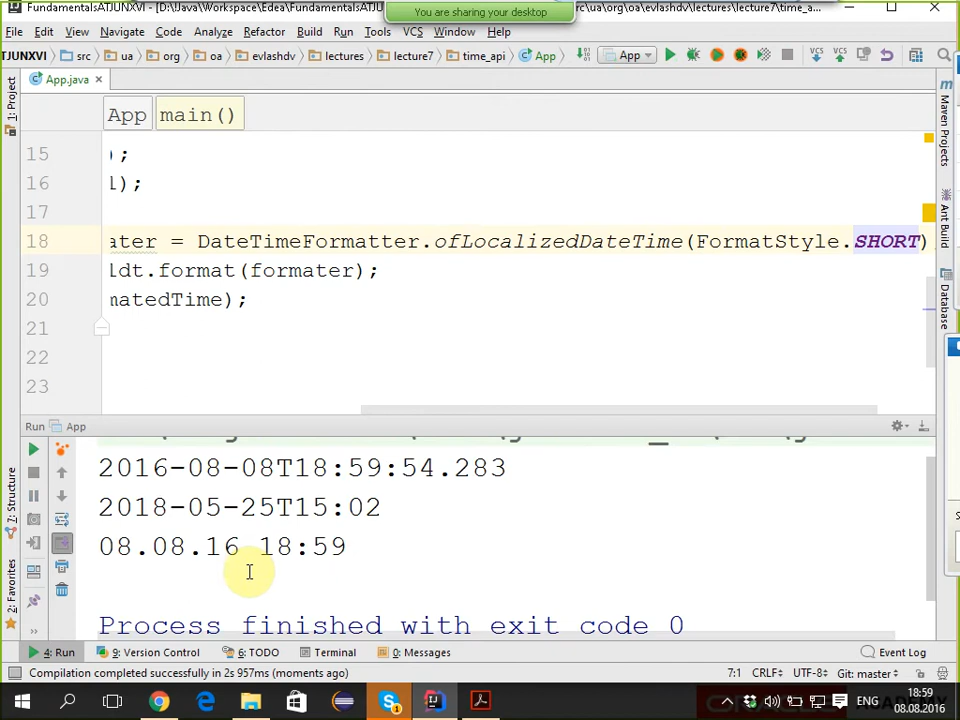 FundamentalsATJUNXVI - [D:\!Java\Workspace\Edea\FundamentalsATJUNXVI] - [...\src\ua\org\oa\evlashdv\lectures\lecture7\time_a...
You are sharing your desktop
File Edit View Navigate Code Analyze Refactor Build Run Tools VCS Window Help
TJUNXVI src ua org oa evlashdv lectures lecture7 time_api App App VCS VCS
App.java
App main()
15 );
16 );
17
18 ater = DateTimeFormatter.ofLocalizedDateTime(FormatStyle.SHORT)
19 ldt.format(formater);
20 matedTime);
21
22
23
1: Project
7: Structure
2: Favorites
Maven Projects
Ant Build
Database
Run App
2016-08-08T18:59:54.283
2018-05-25T15:02
08.08.16 18:59
Process finished with exit code 0
4: Run 9: Version Control 6: TODO Terminal 0: Messages Event Log
Compilation completed successfully in 2s 957ms (moments ago) 7:1 CRLF÷ UTF-8÷ Git: master÷
ENG 18:59
08.08.2016